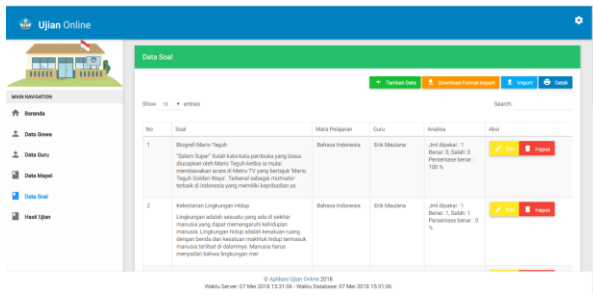 Ujian Online
Data Soal
+ Tambah Data
Download Format Import
Import
Cetak
MAIN NAVIGATION
Beranda
Data Siswa
Data Guru
Data Mapel
Data Soal
Hasil Ujian
Show 10 entries
Search:
No Soal Mata Pelajaran Guru Analisa Aksi
1 Biografi Mario Teguh Bahasa Indonesia Erik Maulana Jml dipakai : 1
Benar: 0, Salah: 0
Persentase benar :
100 %
"Salam Super" Itulah kata-kata pembuka yang biasa
diucapkan oleh Mario Teguh ketika is mulai
membawakan acara di Metro TV yang bertajuk 'Mario
Teguh Golden Ways'. Terkenal sebagai motivator
terbaik di Indonesia yang memiliki kepribadian ya
Edit
Hapus
2 Kelestarian Lingkungan Hidup Bahasa Indonesia Erik Maulana Jml dipakai : 1
Benar: 1, Salah: 1
Persentase benar : 0
%
Lingkungan adalah sesuatu yang ada di sekitar
manusia yang dapat memengaruhi kehidupan
manusia. Lingkungan hidup adalah kesatuan ruang
dengan benda dan kesatuan makhluk hidup termasuk
manusia terlibat di dalamnya. Manusia harus
menyadari bahwa lingkungan mer
Edit
Hapus
© Aplikasi Ujian Online 2018
Waktu Server: 07 Mei 2018 15:31:06 - Waktu Database: 07 Mei 2018 15:31:06